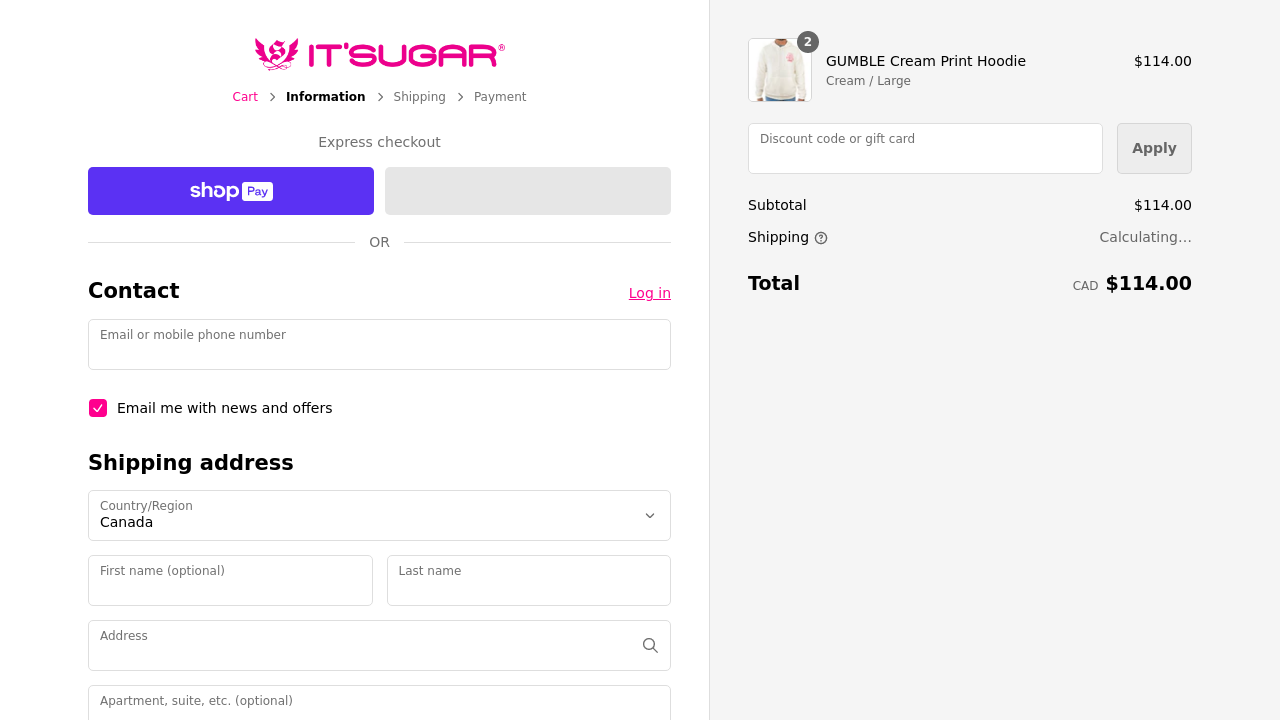 IT'SUGAR®
Cart
Information
Shipping
Payment
Express checkout
shop Pay
OR
Contact
Log in
Email or mobile phone number
Email me with news and offers
Shipping address
Country/Region
Canada
First name (optional)
Last name
Address
Apartment, suite, etc. (optional)
2
GUMBLE Cream Print Hoodie
$114.00
Cream / Large
Discount code or gift card
Apply
Subtotal
$114.00
Shipping
Calculating…
Total
CAD $114.00